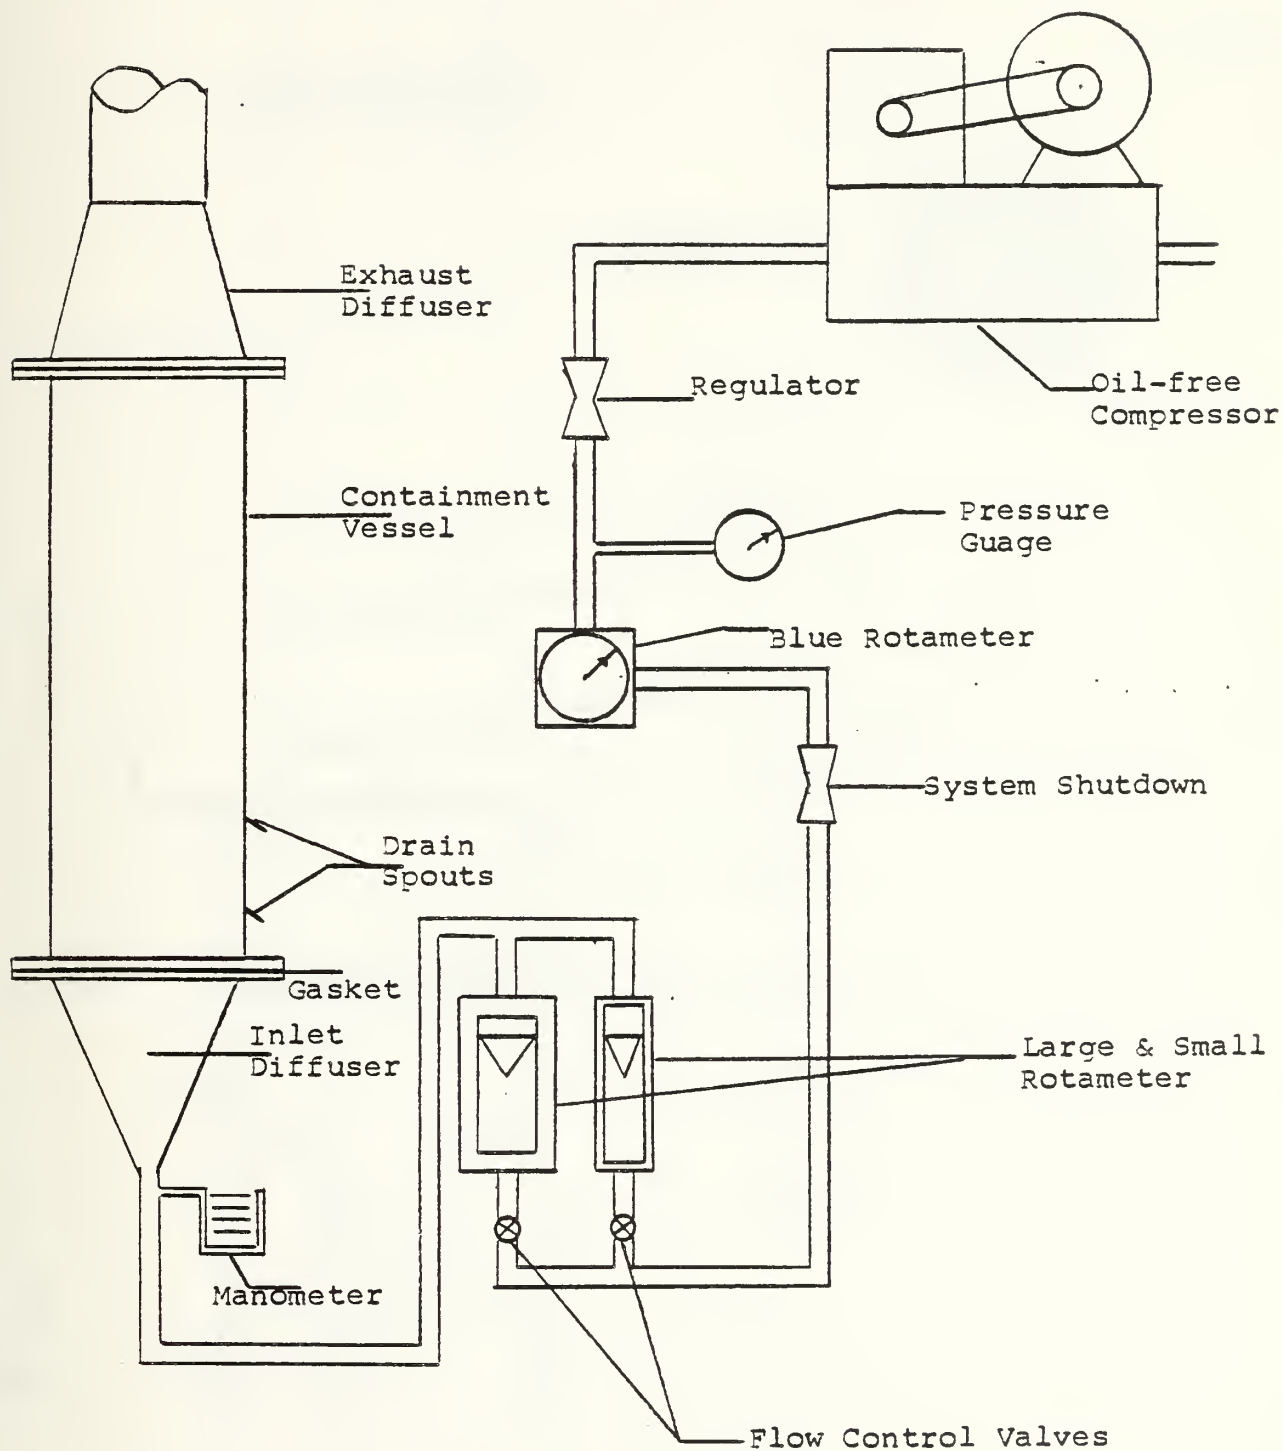 Exhaust
Diffuser
Regulator
Oil-free
Compressor
Containment
Vessel
Pressure
Guage
Blue Rotameter
System Shutdown
Drain
Spouts
Gasket
Inlet
Diffuser
Large & Small
Rotameter
Manometer
Flow Control Valves